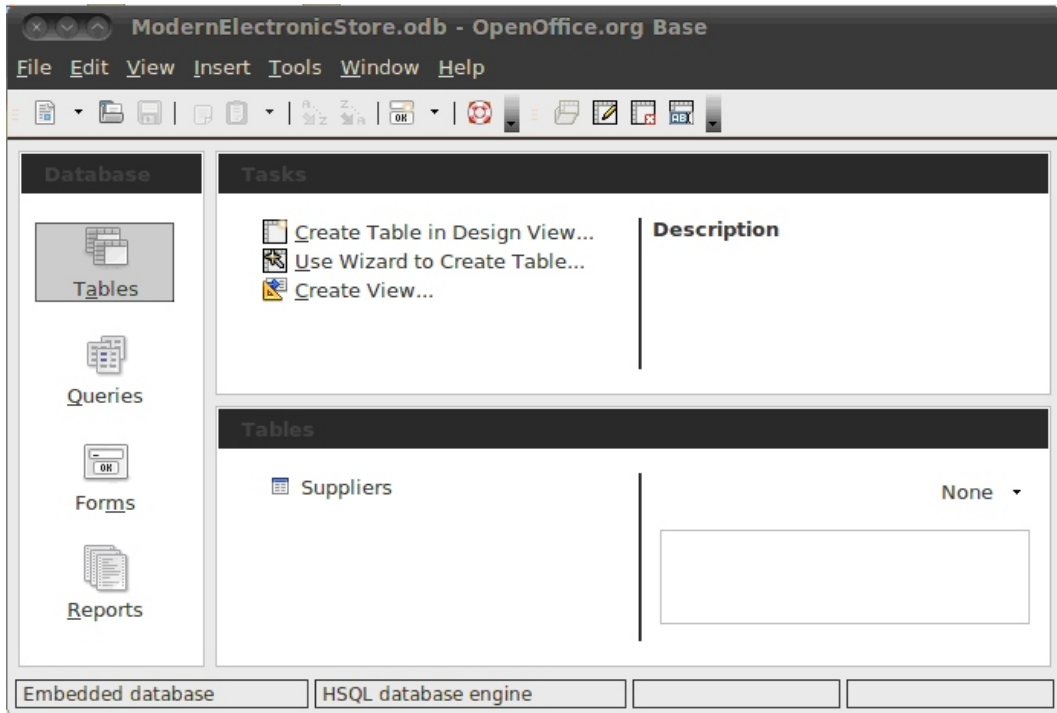 ModernElectronicStore.odb - OpenOffice.org Base
File Edit View Insert Tools Window Help
Database
Tasks
Tables
Queries
Forms
Reports
Create Table in Design View...
Use Wizard to Create Table...
Create View...
Description
Tables
Suppliers
None
Embedded database
HSQL database engine